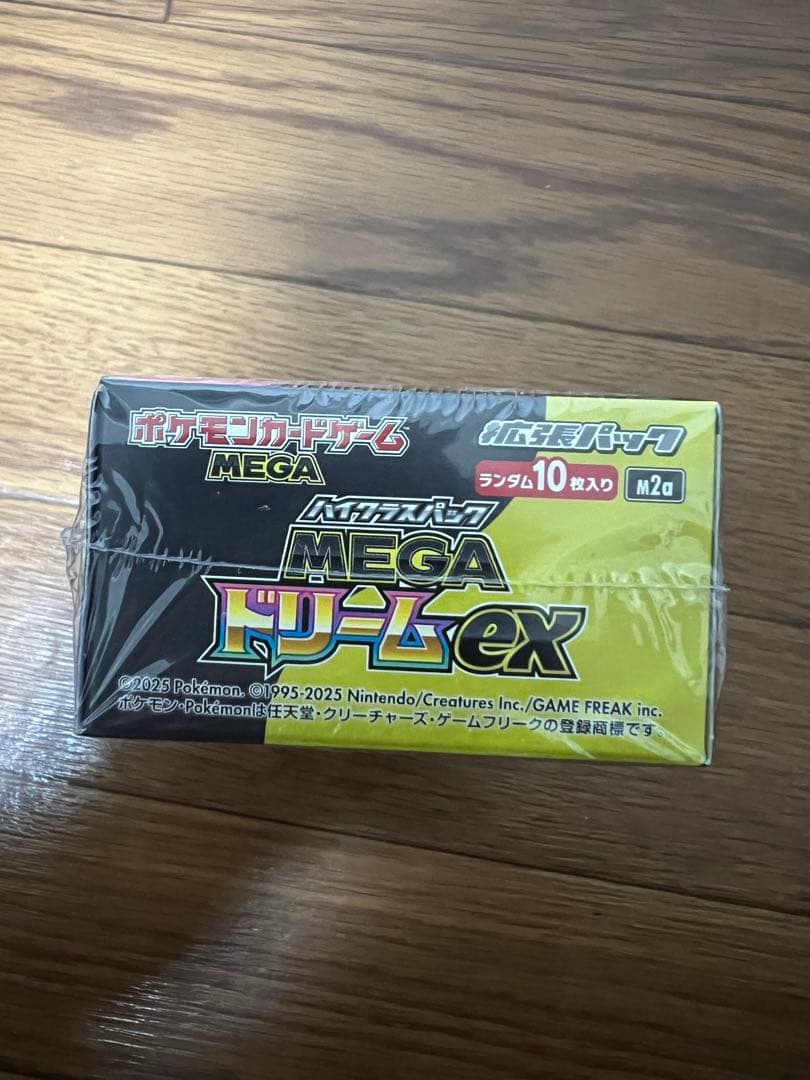 ポケモンカードゲーム
MEGA
拡張パック
ランダム10枚入り
M2a
ハイクラスパック
MEGA
ドリームex
©2025 Pokémon. ©1995-2025 Nintendo/Creatures Inc./GAME FREAK inc.
ポケモン・Pokémonは任天堂・クリーチャーズ・ゲームフリークの登録商標です。